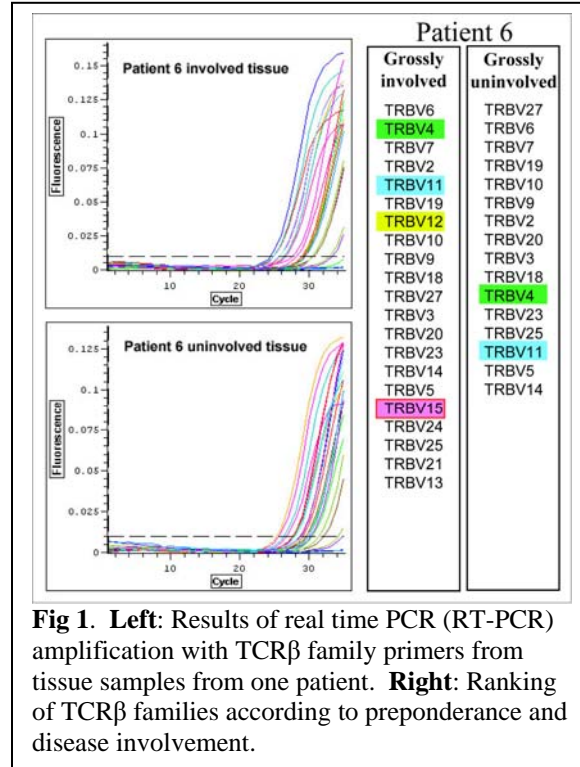 Patient 6 involved tissue
Fluorescence
0.15
0.125
0.1
0.075
0.05
0.025
0
10
20
30
Cycle
Patient 6 uninvolved tissue
Fluorescence
0.125
0.1
0.075
0.05
0.025
0
10
20
30
Cycle
Patient 6
Grossly
involved
TRBV6
TRBV4
TRBV7
TRBV2
TRBV11
TRBV19
TRBV12
TRBV10
TRBV9
TRBV18
TRBV27
TRBV3
TRBV20
TRBV23
TRBV14
TRBV5
TRBV15
TRBV24
TRBV25
TRBV21
TRBV13
Grossly
uninvolved
TRBV27
TRBV6
TRBV7
TRBV19
TRBV10
TRBV9
TRBV2
TRBV20
TRBV3
TRBV18
TRBV4
TRBV23
TRBV25
TRBV11
TRBV5
TRBV14
Fig 1. Left: Results of real time PCR (RT-PCR)
amplification with TCRβ family primers from
tissue samples from one patient. Right: Ranking
of TCRβ families according to preponderance and
disease involvement.